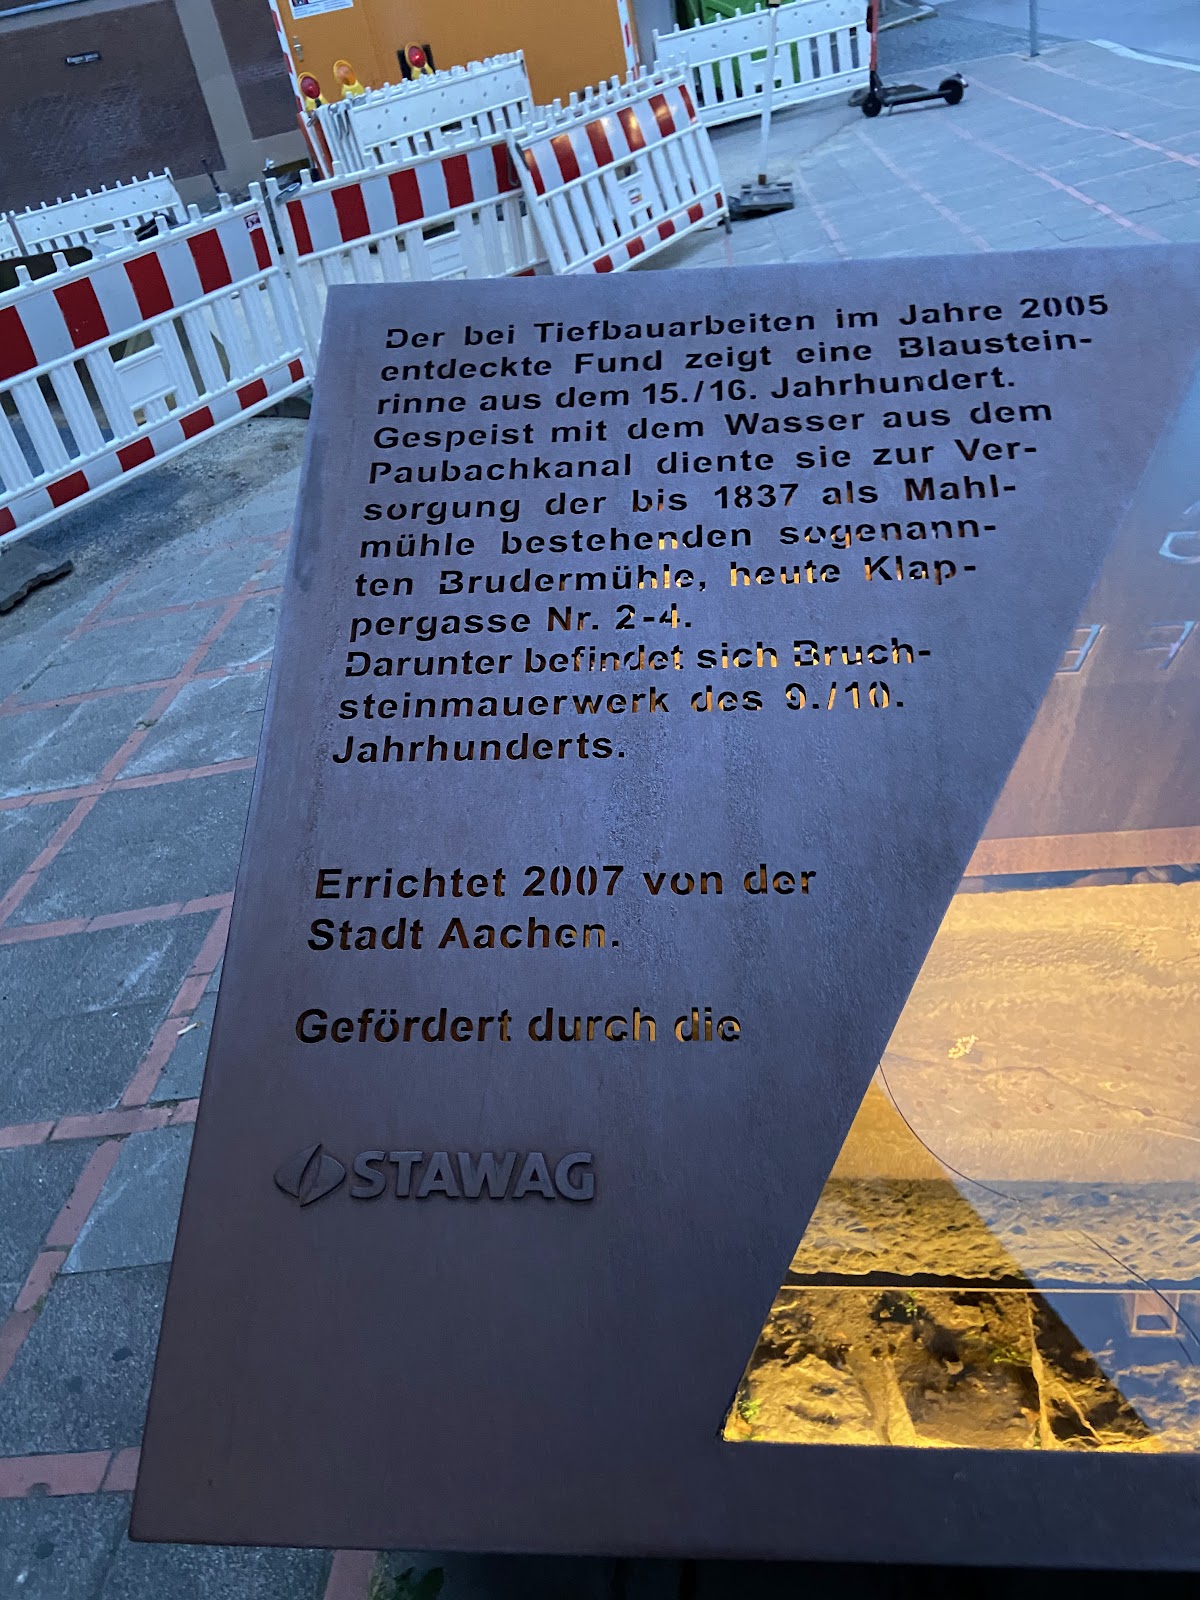 Der bei Tiefbauarbeiten im Jahre 2005
entdeckte Fund zeigt eine Blaustein-
rinne aus dem 15./16. Jahrhundert.
Gespeist mit dem Wasser aus dem
Paubachkanal diente sie zur Ver-
sorgung der bis 1837 als Mahl-
mühle bestehenden sogenann-
ten Brudermühle, heute Klap-
pergasse Nr. 2-4.
Darunter befindet sich Bruch-
steinmauerwerk des 9./10.
Jahrhunderts.
Errichtet 2007 von der
Stadt Aachen.
Gefördert durch die
STAWAG